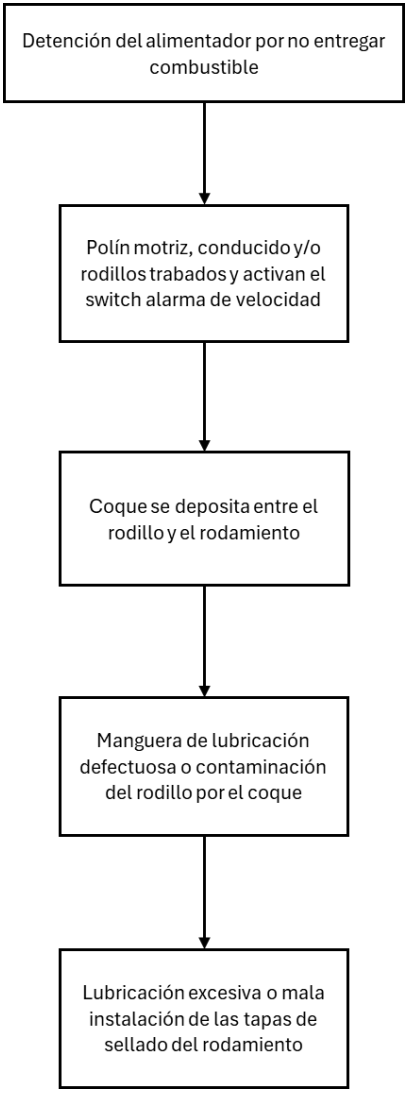 Detención del alimentador por no entregar
combustible
Polín motriz, conducido y/o
rodillos trabados y activan el
switch alarma de velocidad
Coque se deposita entre el
rodillo y el rodamiento
Manguera de lubricación
defectuosa o contaminación
del rodillo por el coque
Lubricación excesiva o mala
instalación de las tapas de
sellado del rodamiento